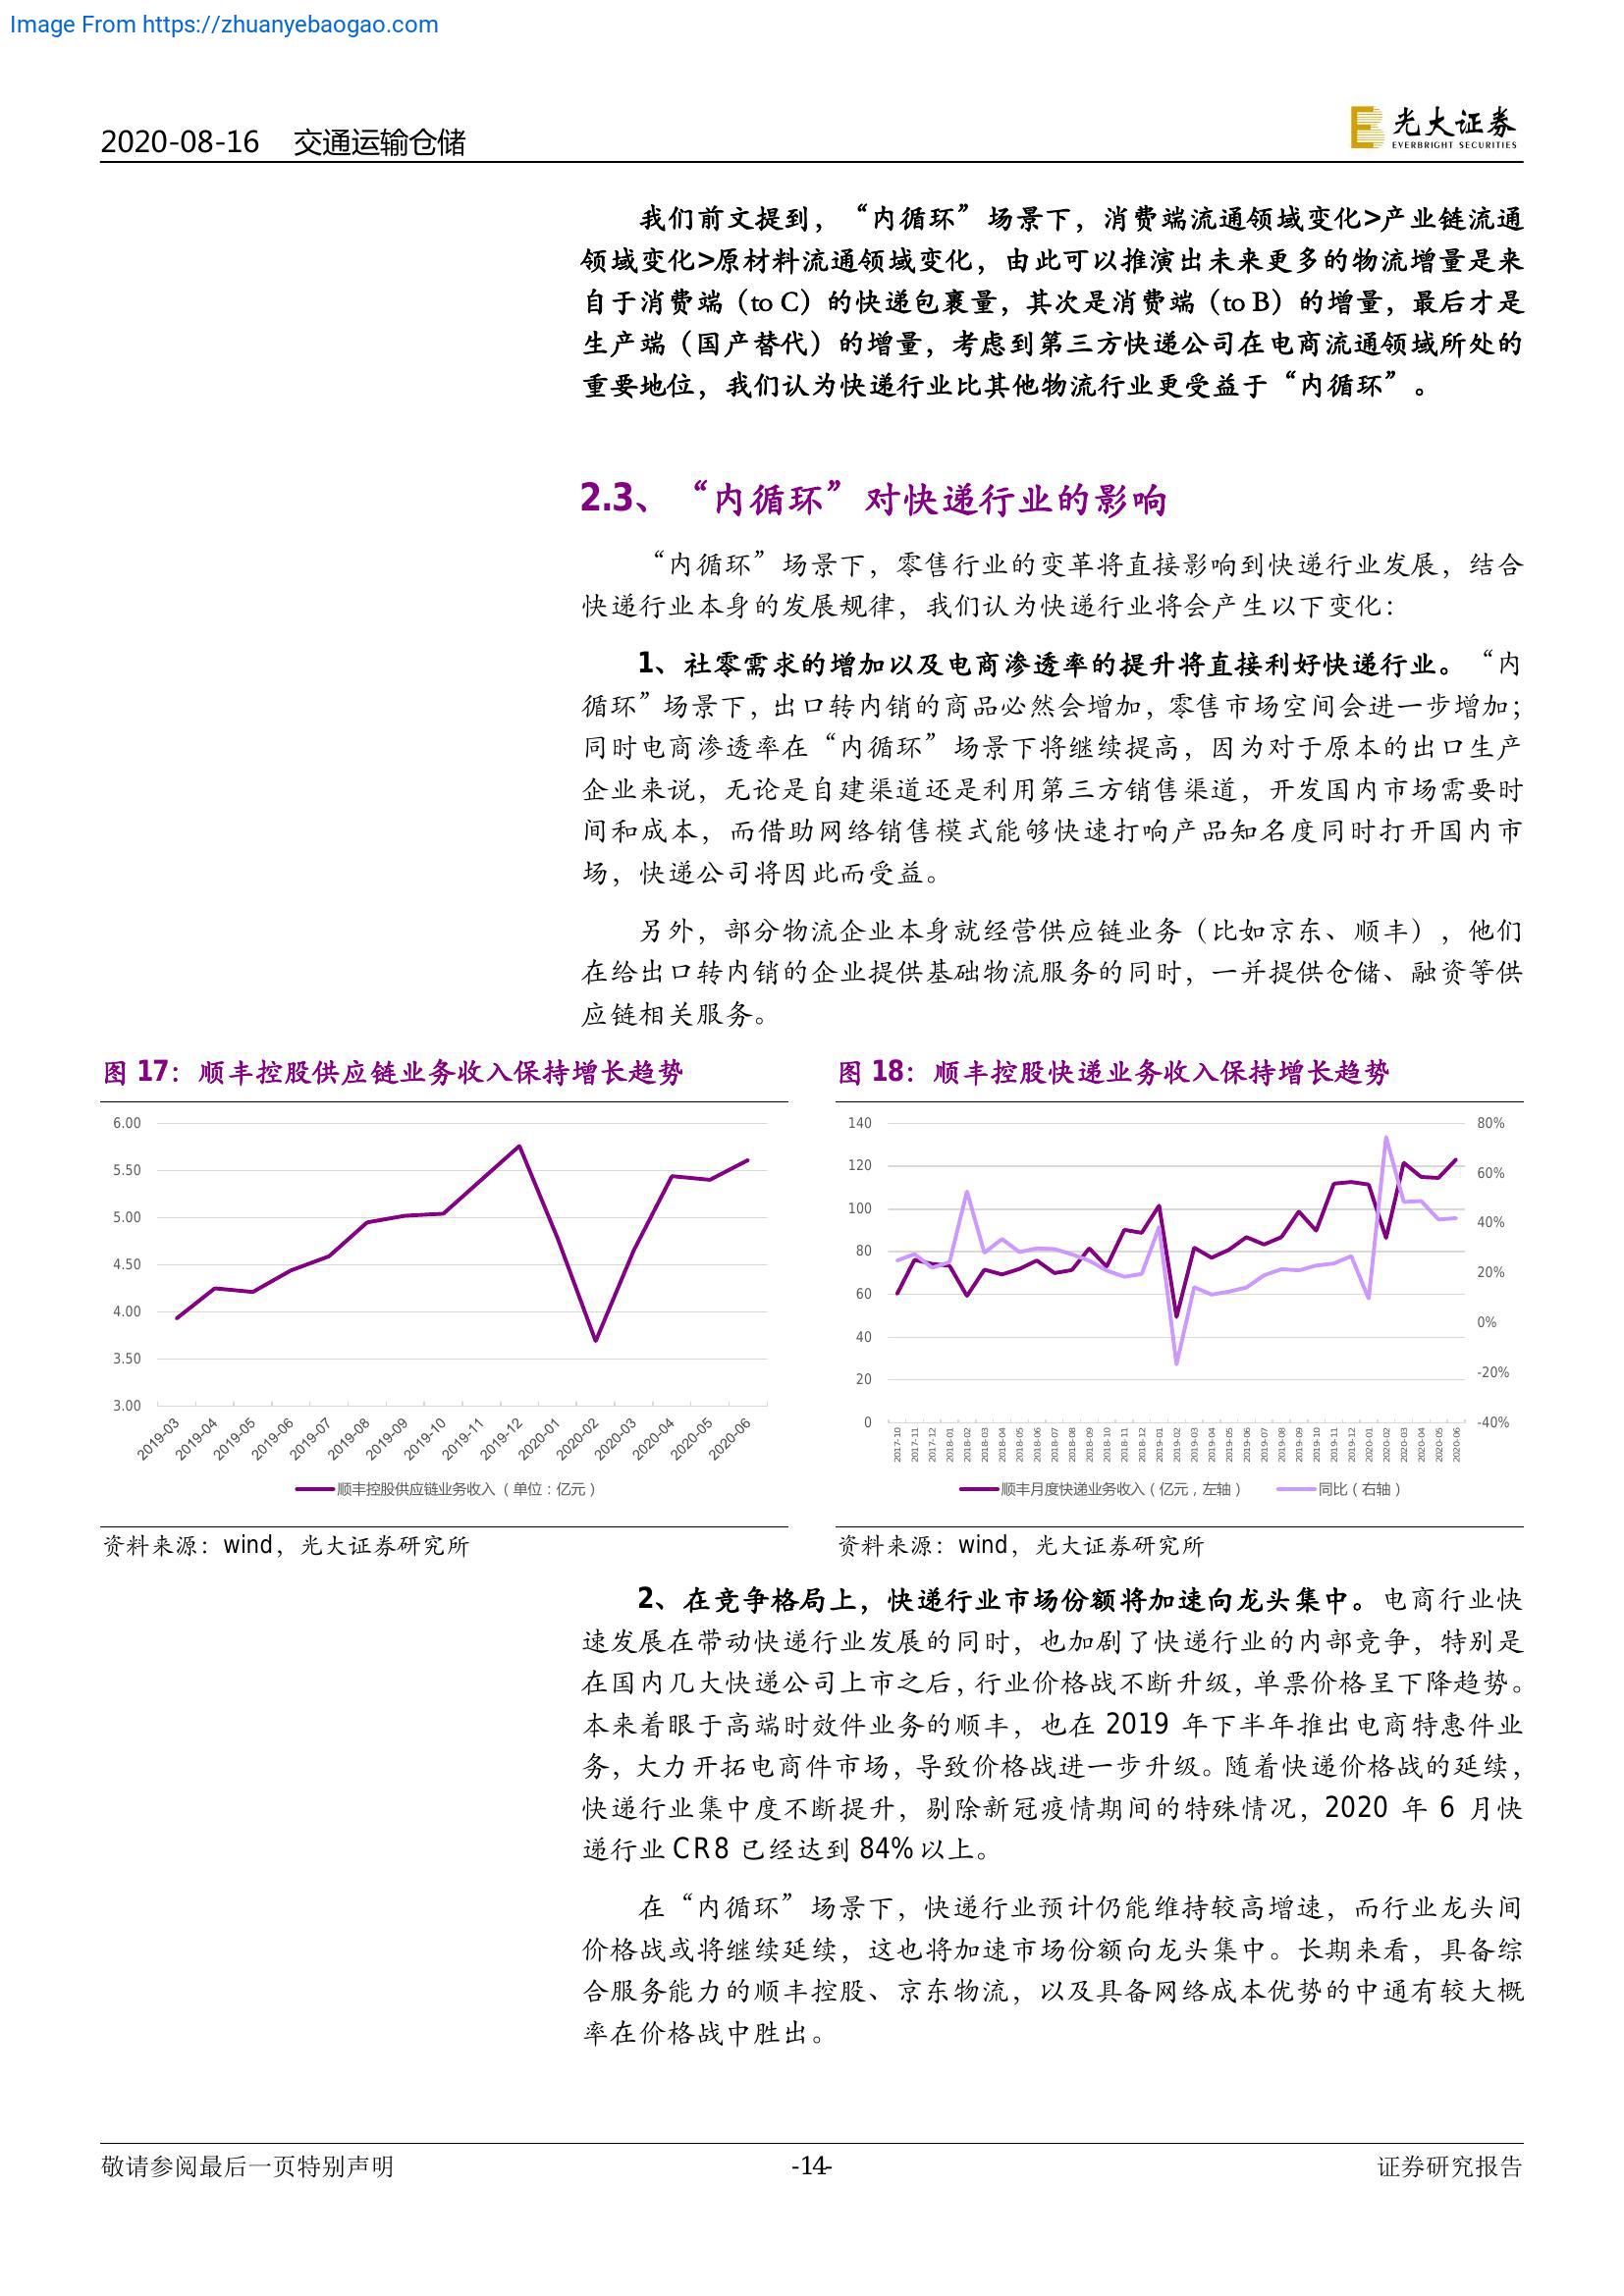 Image From https://zhuanyebaogao.com
2020-08-16 交通运输仓储
光大证券
EVERBRIGHT SECURITIES
我们前文提到，“内循环”场景下，消费端流通领域变化>产业链流通
领域变化>原材料流通领域变化，由此可以推演出未来更多的物流增量是来
自于消费端（to C）的快递包裹量，其次是消费端（to B）的增量，最后才是
生产端（国产替代）的增量，考虑到第三方快递公司在电商流通领域所处的
重要地位，我们认为快递行业比其他物流行业更受益于“内循环”。
2.3、“内循环”对快递行业的影响
“内循环”场景下，零售行业的变革将直接影响到快递行业发展，结合
快递行业本身的发展规律，我们认为快递行业将会产生以下变化：
1、社零需求的增加以及电商渗透率的提升将直接利好快递行业。“内
循环”场景下，出口转内销的商品必然会增加，零售市场空间会进一步增加；
同时电商渗透率在“内循环”场景下将继续提高，因为对于原本的出口生产
企业来说，无论是自建渠道还是利用第三方销售渠道，开发国内市场需要时
间和成本，而借助网络销售模式能够快速打响产品知名度同时打开国内市
场，快递公司将因此而受益。
另外，部分物流企业本身就经营供应链业务（比如京东、顺丰），他们
在给出口转内销的企业提供基础物流服务的同时，一并提供仓储、融资等供
应链相关服务。
图 17：顺丰控股供应链业务收入保持增长趋势
6.00
5.50
5.00
4.50
4.00
3.50
3.00
2019-03 2019-04 2019-05 2019-06 2019-07 2019-08 2019-09 2019-10 2019-11 2019-12 2020-01 2020-02 2020-03 2020-04 2020-05 2020-06
顺丰控股供应链业务收入（单位：亿元）
资料来源：wind，光大证券研究所
图 18：顺丰控股快递业务收入保持增长趋势
140 80%
120 60%
100 40%
80 20%
60 0%
40 -20%
20 -40%
0
2017-10 2017-11 2017-12 2018-01 2018-02 2018-03 2018-04 2018-05 2018-06 2018-07 2018-08 2018-09 2018-10 2018-11 2018-12 2019-01 2019-02 2019-03 2019-04 2019-05 2019-06 2019-07 2019-08 2019-09 2019-10 2019-11 2019-12 2020-01 2020-02 2020-03 2020-04 2020-05 2020-06
顺丰月度快递业务收入（亿元，左轴） 同比（右轴）
资料来源：wind，光大证券研究所
2、在竞争格局上，快递行业市场份额将加速向龙头集中。电商行业快
速发展在带动快递行业发展的同时，也加剧了快递行业的内部竞争，特别是
在国内几大快递公司上市之后，行业价格战不断升级，单票价格呈下降趋势。
本来着眼于高端时效件业务的顺丰，也在 2019 年下半年推出电商特惠件业
务，大力开拓电商件市场，导致价格战进一步升级。随着快递价格战的延续，
快递行业集中度不断提升，剔除新冠疫情期间的特殊情况，2020 年 6 月快
递行业 CR8 已经达到 84%以上。
在“内循环”场景下，快递行业预计仍能维持较高增速，而行业龙头间
价格战或将继续延续，这也将加速市场份额向龙头集中。长期来看，具备综
合服务能力的顺丰控股、京东物流，以及具备网络成本优势的中通有较大概
率在价格战中胜出。
敬请参阅最后一页特别声明 -14- 证券研究报告